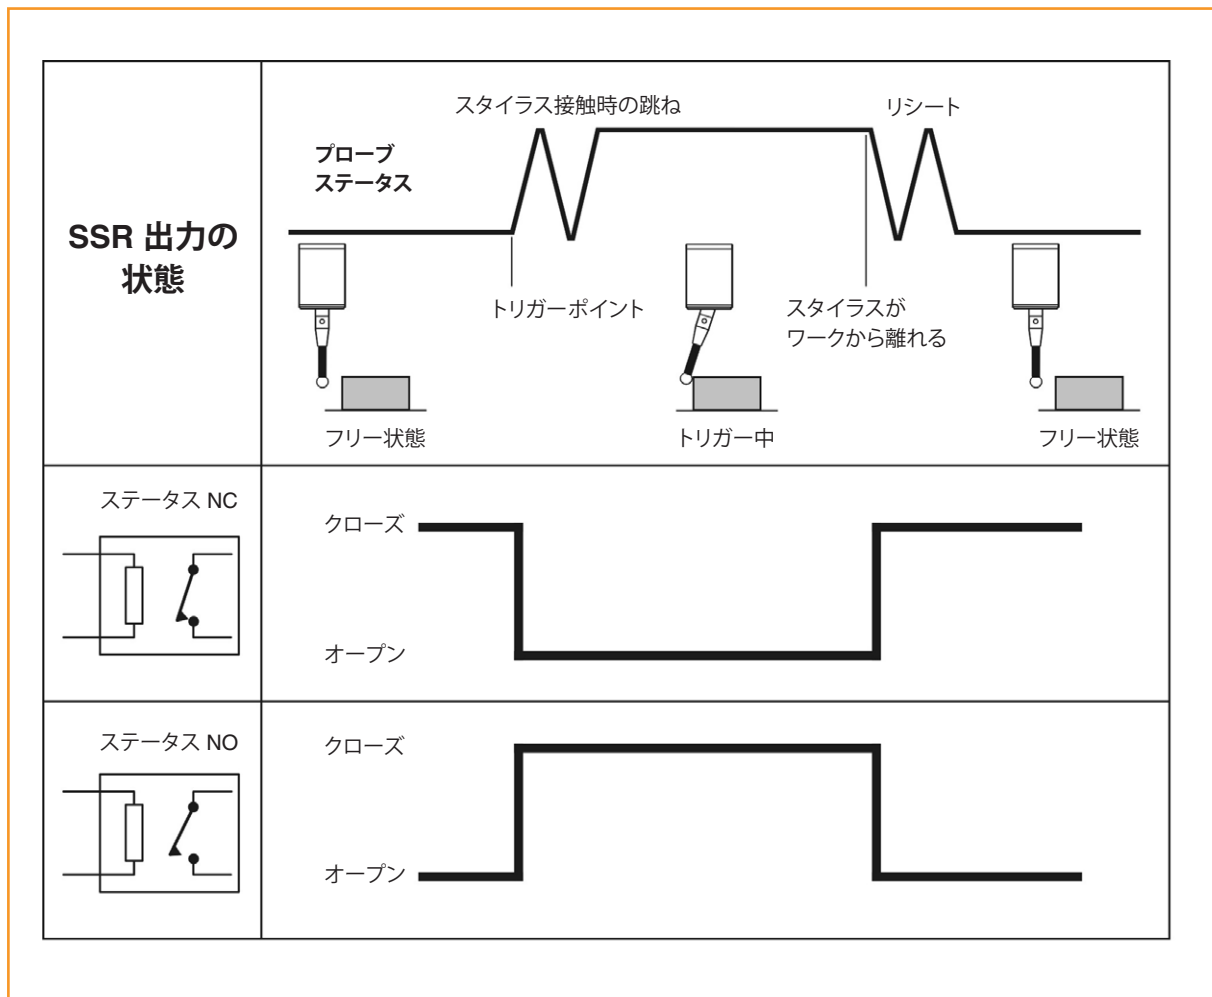 SSR 出力の
状態
スタイラス接触時の跳ね
リシート
プローブ
ステータス
トリガーポイント
スタイラスが
ワークから離れる
フリー状態
トリガー中
フリー状態
ステータス NC
クローズ
オープン
ステータス NO
クローズ
オープン